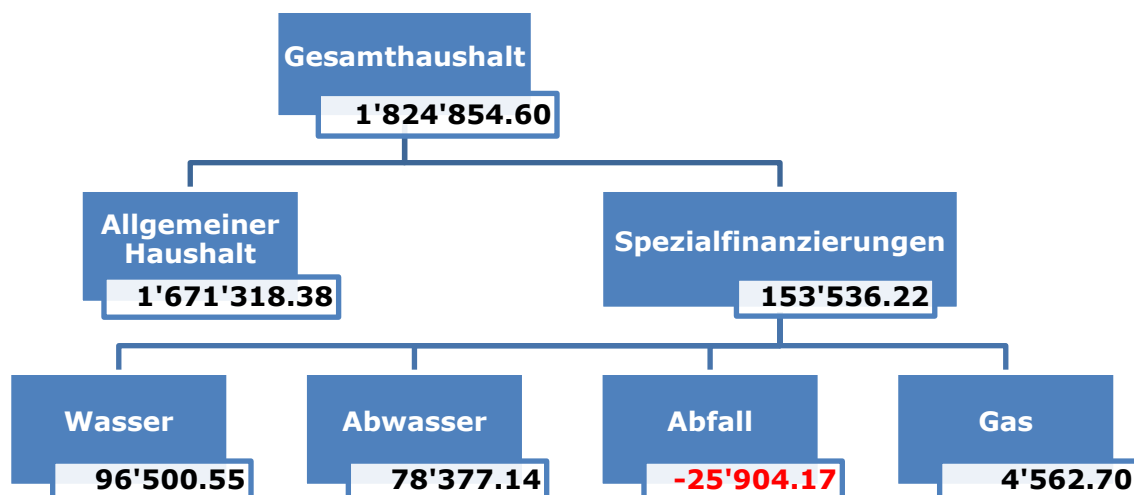 Gesamthaushalt
1'824'854.60
Allgemeiner
Haushalt
1'671'318.38
Spezialfinanzierungen
153'536.22
Wasser
96'500.55
Abwasser
78'377.14
Abfall
-25'904.17
Gas
4'562.70